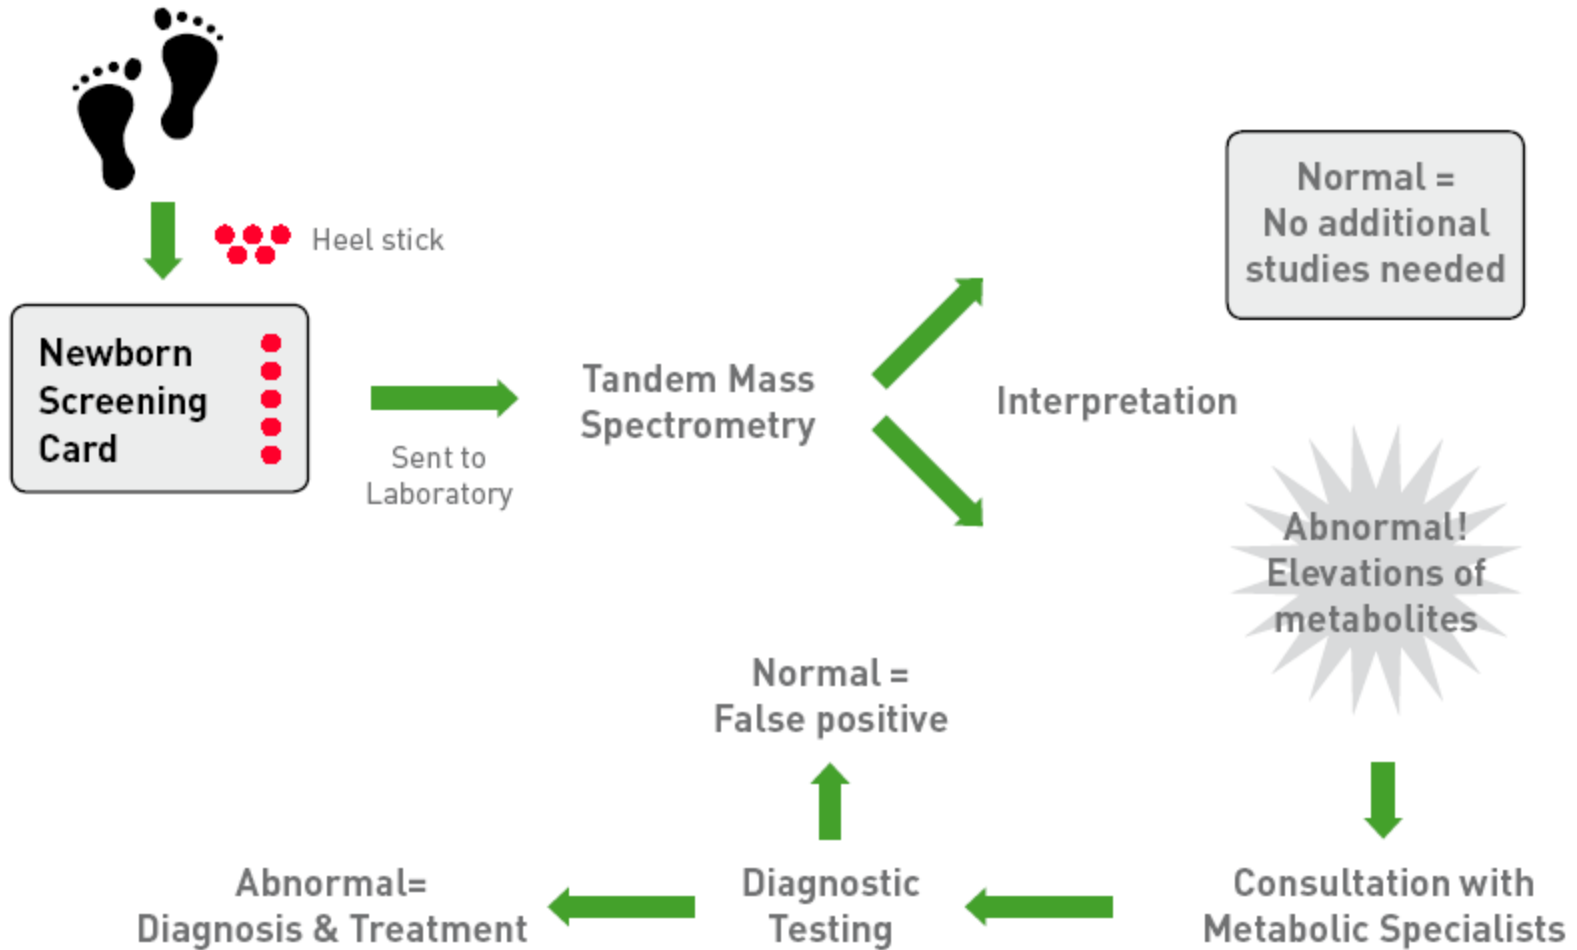 Heel stick
Newborn
Screening
Card
Sent to
Laboratory
Tandem Mass
Spectrometry
Interpretation
Normal =
No additional
studies needed
Abnormal!
Elevations of
metabolites
Consultation with
Metabolic Specialists
Diagnostic
Testing
Normal =
False positive
Abnormal=
Diagnosis & Treatment